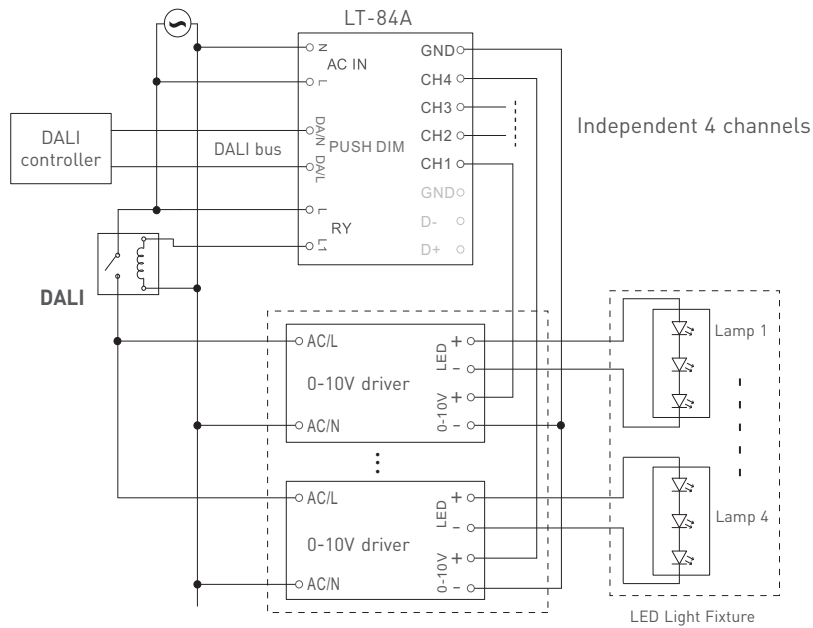 LT-84A
N
AC IN
L
GND
CH4
CH3
CH2
CH1
GND
D-
D+
Independent 4 channels
DALI
controller
DALI bus
DA/N
DA/L
PUSH DIM
L
RY
L1
DALI
AC/L
0-10V driver
AC/N
LED
+
-
0-10V
+
-
Lamp 1
AC/L
0-10V driver
AC/N
LED
+
-
0-10V
+
-
Lamp 4
LED Light Fixture